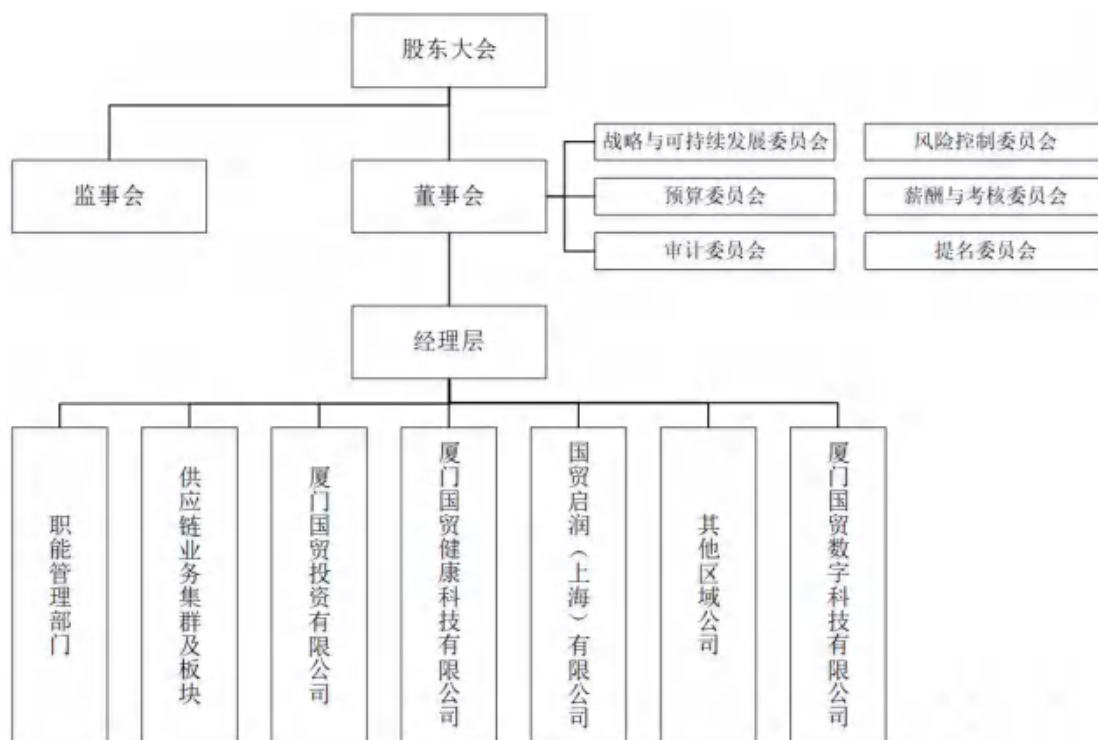 股东大会
监事会
董事会
战略与可持续发展委员会
风险控制委员会
预算委员会
薪酬与考核委员会
审计委员会
提名委员会
经理层
职能管理部门
供应链业务集群及板块
厦门国贸投资有限公司
厦门国贸健康科技有限公司
国贸启润（上海）有限公司
其他区域公司
厦门国贸数字科技有限公司